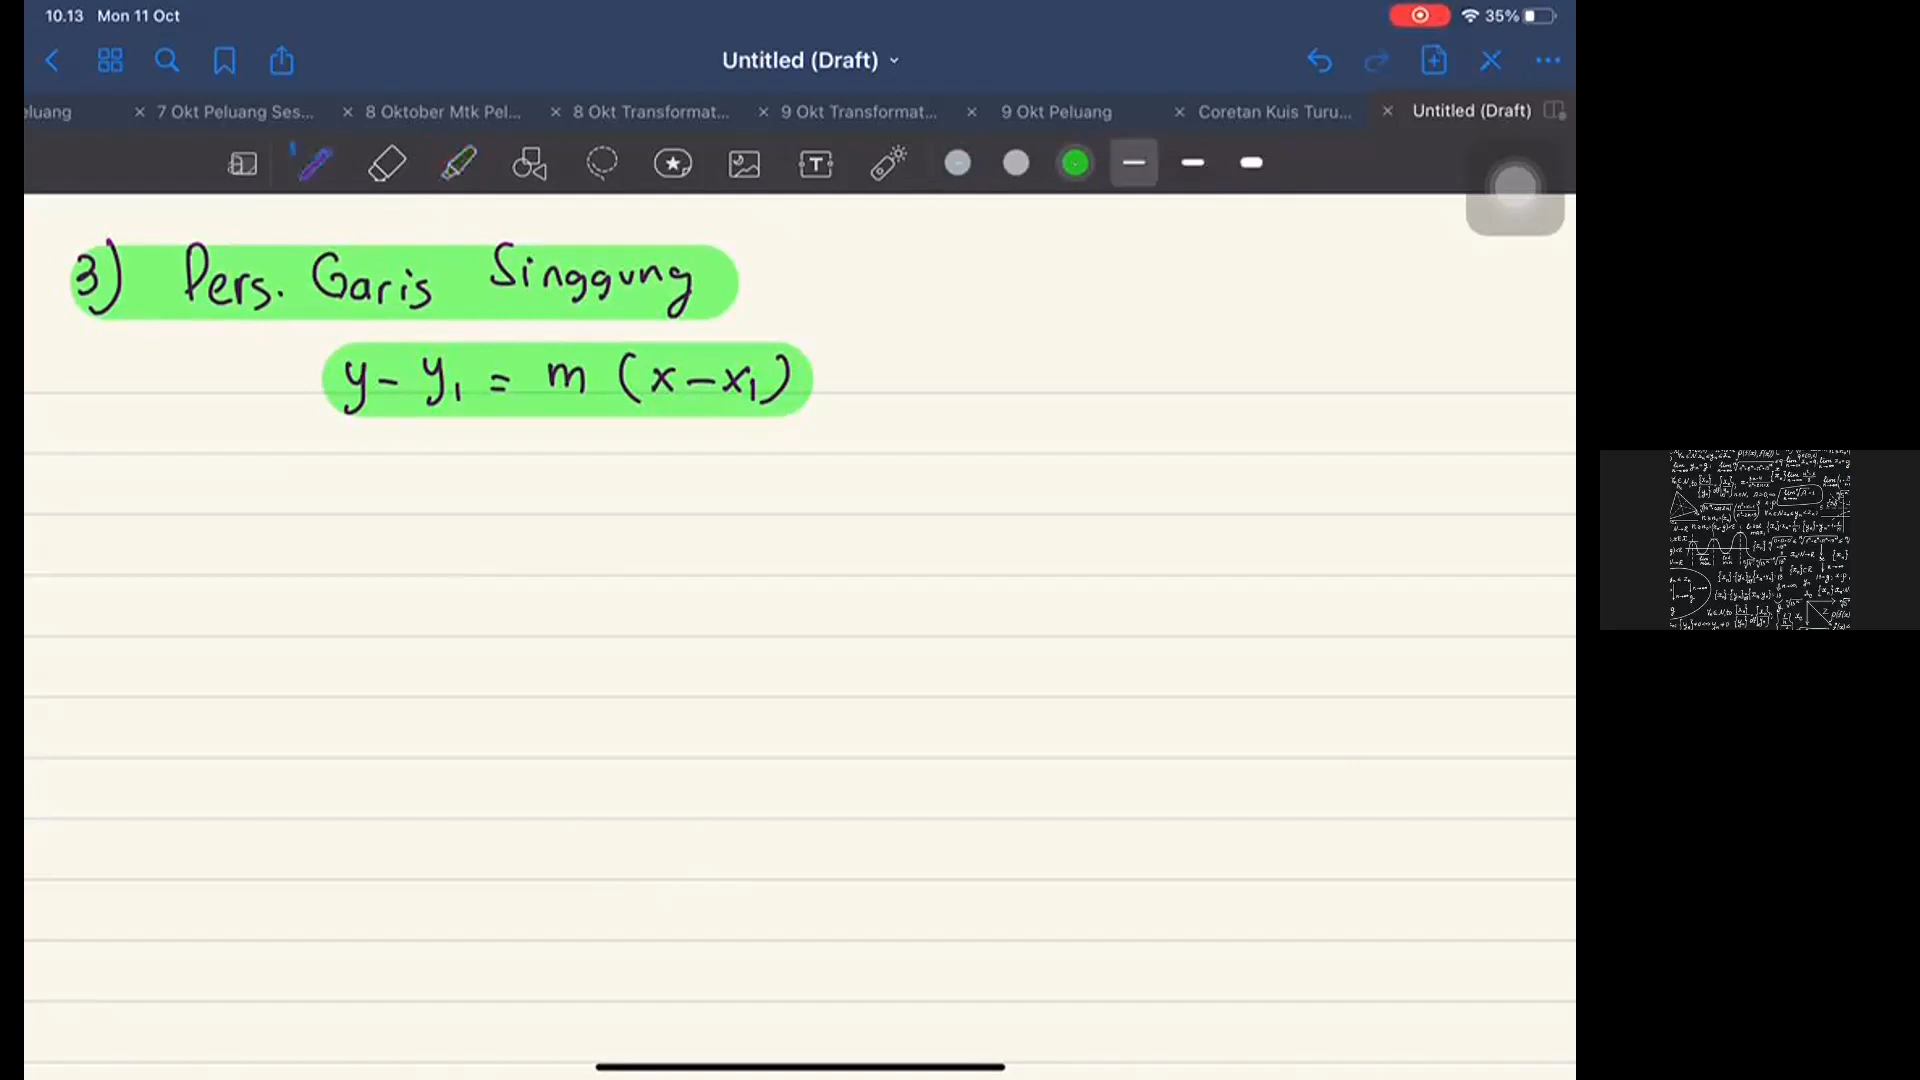 10.13 Mon 11 Oct
35%
Untitled (Draft)
eluang
7 Okt Peluang Ses...
8 Oktober Mtk Pel...
8 Okt Transformat...
9 Okt Transformat...
9 Okt Peluang
Coretan Kuis Turu...
Untitled (Draft)
3) Pers. Garis Singgung
y - y₁ = m (x - x₁)